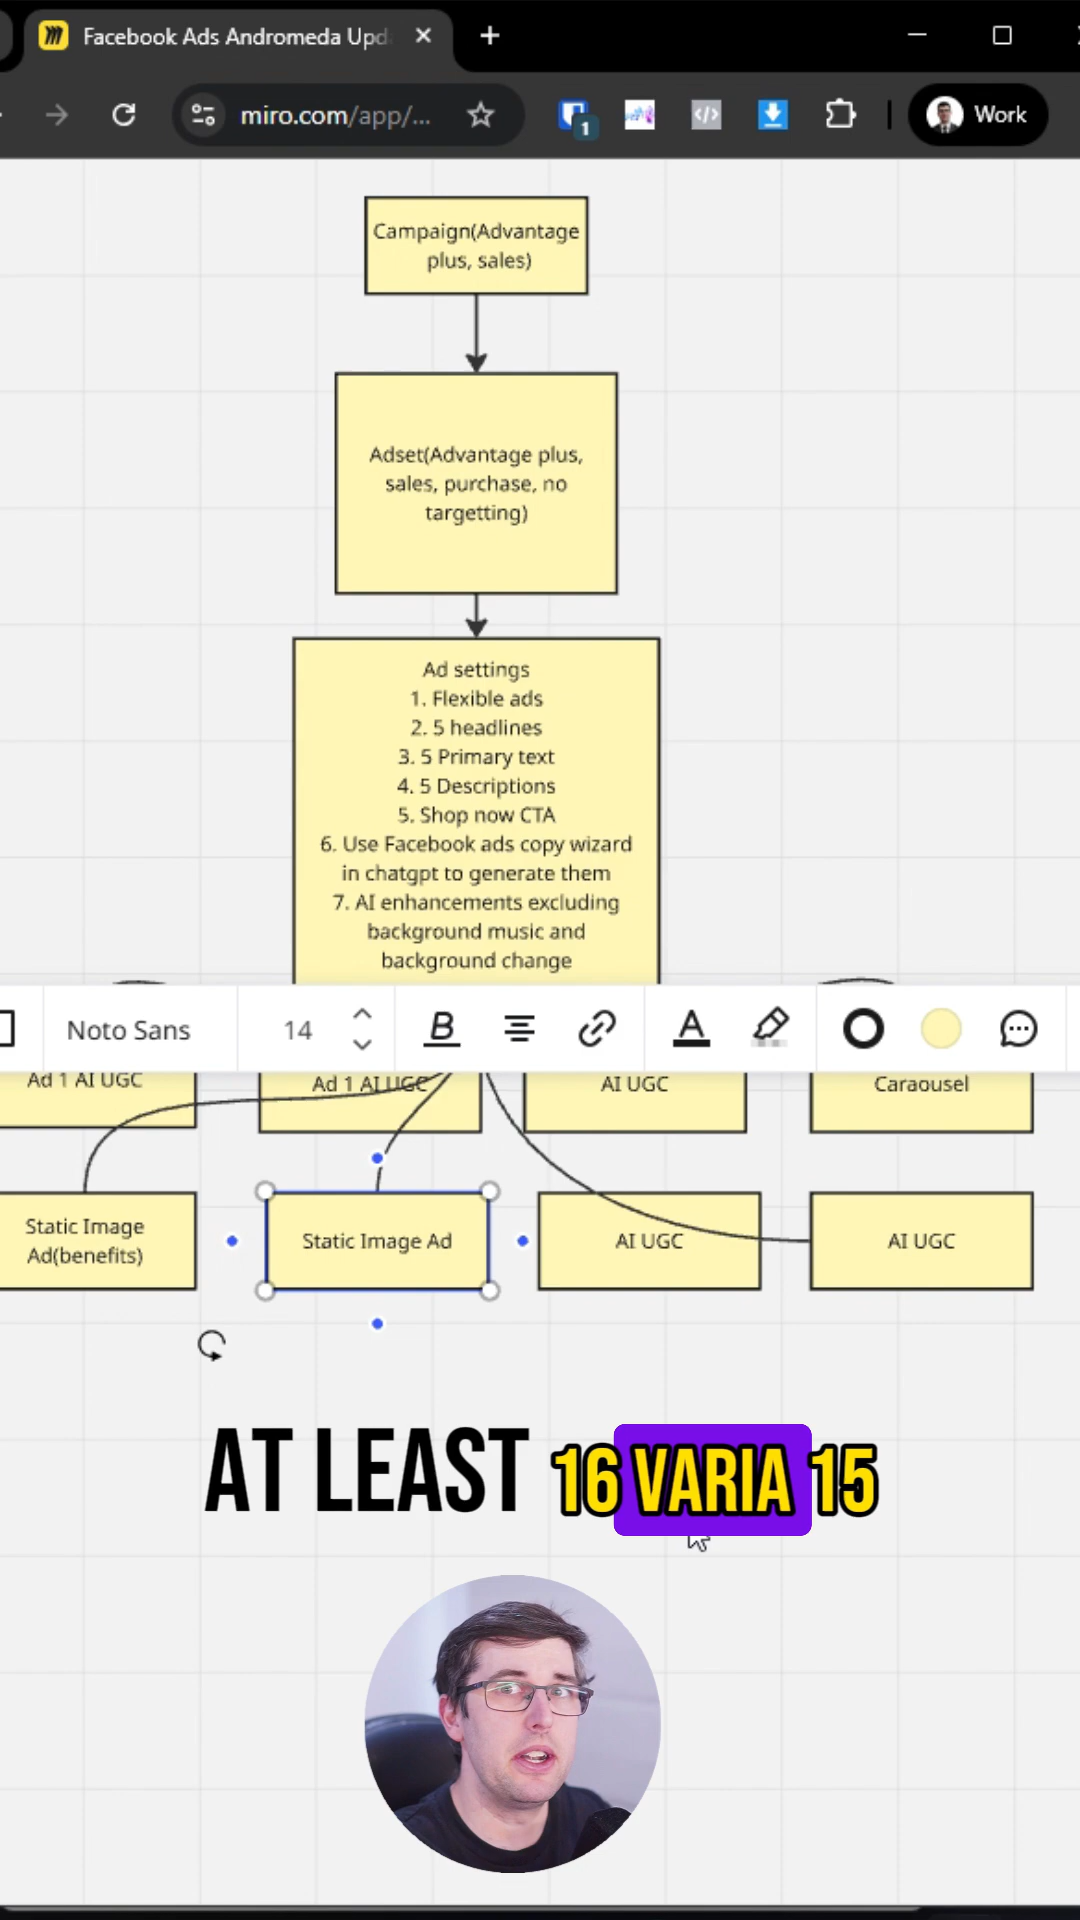 Facebook Ads Andromeda Upd
miro.com/app/...
1
Work
Campaign(Advantage
plus, sales)
Adset(Advantage plus,
sales, purchase, no
targetting)
Ad settings
1. Flexible ads
2. 5 headlines
3. 5 Primary text
4. 5 Descriptions
5. Shop now CTA
6. Use Facebook ads copy wizard
in chatgpt to generate them
7. AI enhancements excluding
background music and
background change
Noto Sans 14 B A
Ad 1 AI UGC
Ad 1 AI UGC
AI UGC
Caraousel
Static Image
Ad(benefits)
Static Image Ad
AI UGC
AI UGC
AT LEAST 16 VARIA 15